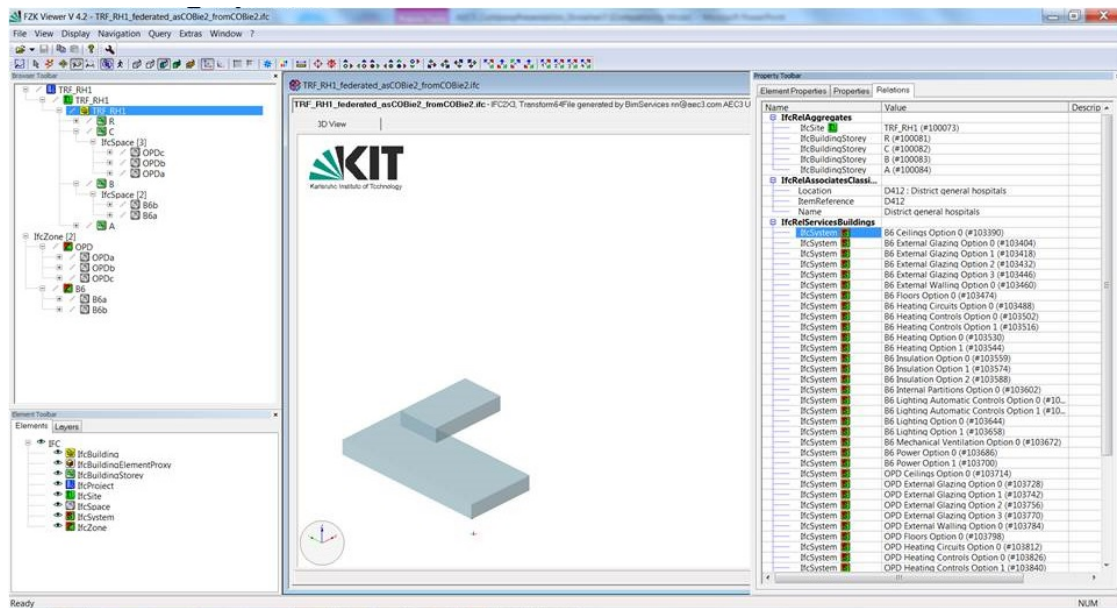 FZK Viewer V 4.2 - TRF_RH1_federated_asCOBie2_fromCOBie2.ifc
File View Display Navigation Query Extras Window ?
Browser Toolbar
TRF_RH1
TRF_RH1
TRF_RH1
R
C
IfcSpace [3]
OPDc
OPDb
OPDa
B
IfcSpace [2]
B6b
B6a
A
IfcZone [2]
OPD
OPDa
OPDb
OPDc
B6
B6a
B6b
Element Toolbar
Elements Layers
IFC
IfcBuilding
IfcBuildingElementProxy
IfcBuildingStorey
IfcProject
IfcSite
IfcSpace
IfcSystem
IfcZone
TRF_RH1_federated_asCOBie2_fromCOBie2.ifc
TRF_RH1_federated_asCOBie2_fromCOBie2.ifc - IFC2X3, Transform64File generated by BimServices nn@aec3.com AEC3 U
3D View
KIT
Karlsruhe Institute of Technology
Property Toolbar
Element Properties Properties Relations
Name Value Descrip
IfcRelAggregates
IfcSite TRF_RH1 (#100073)
IfcBuildingStorey R (#100081)
IfcBuildingStorey C (#100082)
IfcBuildingStorey B (#100083)
IfcBuildingStorey A (#100084)
IfcRelAssociatesClassi...
Location D412 : District general hospitals
ItemReference D412
Name District general hospitals
IfcRelServicesBuildings
IfcSystem B6 Ceilings Option 0 (#103390)
IfcSystem B6 External Glazing Option 0 (#103404)
IfcSystem B6 External Glazing Option 1 (#103418)
IfcSystem B6 External Glazing Option 2 (#103432)
IfcSystem B6 External Glazing Option 3 (#103446)
IfcSystem B6 External Walling Option 0 (#103460)
IfcSystem B6 Floors Option 0 (#103474)
IfcSystem B6 Heating Circuits Option 0 (#103488)
IfcSystem B6 Heating Controls Option 0 (#103502)
IfcSystem B6 Heating Controls Option 1 (#103516)
IfcSystem B6 Heating Option 0 (#103530)
IfcSystem B6 Heating Option 1 (#103544)
IfcSystem B6 Insulation Option 0 (#103559)
IfcSystem B6 Insulation Option 1 (#103574)
IfcSystem B6 Insulation Option 2 (#103588)
IfcSystem B6 Internal Partitions Option 0 (#103602)
IfcSystem B6 Lighting Automatic Controls Option 0 (#10...
IfcSystem B6 Lighting Automatic Controls Option 1 (#10...
IfcSystem B6 Lighting Option 0 (#103644)
IfcSystem B6 Lighting Option 1 (#103658)
IfcSystem B6 Mechanical Ventilation Option 0 (#103672)
IfcSystem B6 Power Option 0 (#103686)
IfcSystem B6 Power Option 1 (#103700)
IfcSystem OPD Ceilings Option 0 (#103714)
IfcSystem OPD External Glazing Option 0 (#103728)
IfcSystem OPD External Glazing Option 1 (#103742)
IfcSystem OPD External Glazing Option 2 (#103756)
IfcSystem OPD External Glazing Option 3 (#103770)
IfcSystem OPD External Walling Option 0 (#103784)
IfcSystem OPD Floors Option 0 (#103798)
IfcSystem OPD Heating Circuits Option 0 (#103812)
IfcSystem OPD Heating Controls Option 0 (#103826)
IfcSystem OPD Heating Controls Option 1 (#103840)
Ready NUM